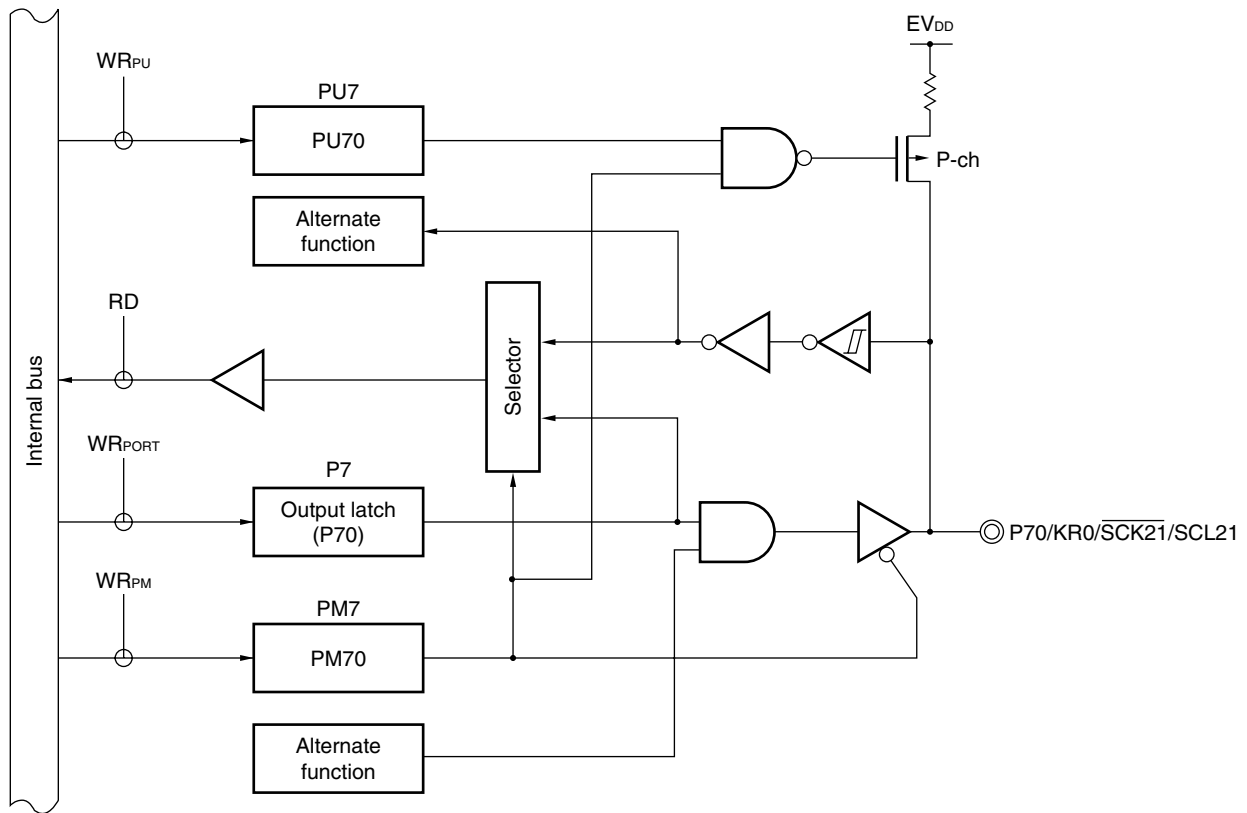 EVDD
WRPU
PU7
PU70
P-ch
Alternate
function
RD
Selector
Internal bus
WRPORT
P7
Output latch
(P70)
P70/KR0/SCK21/SCL21
WRPM
PM7
PM70
Alternate
function